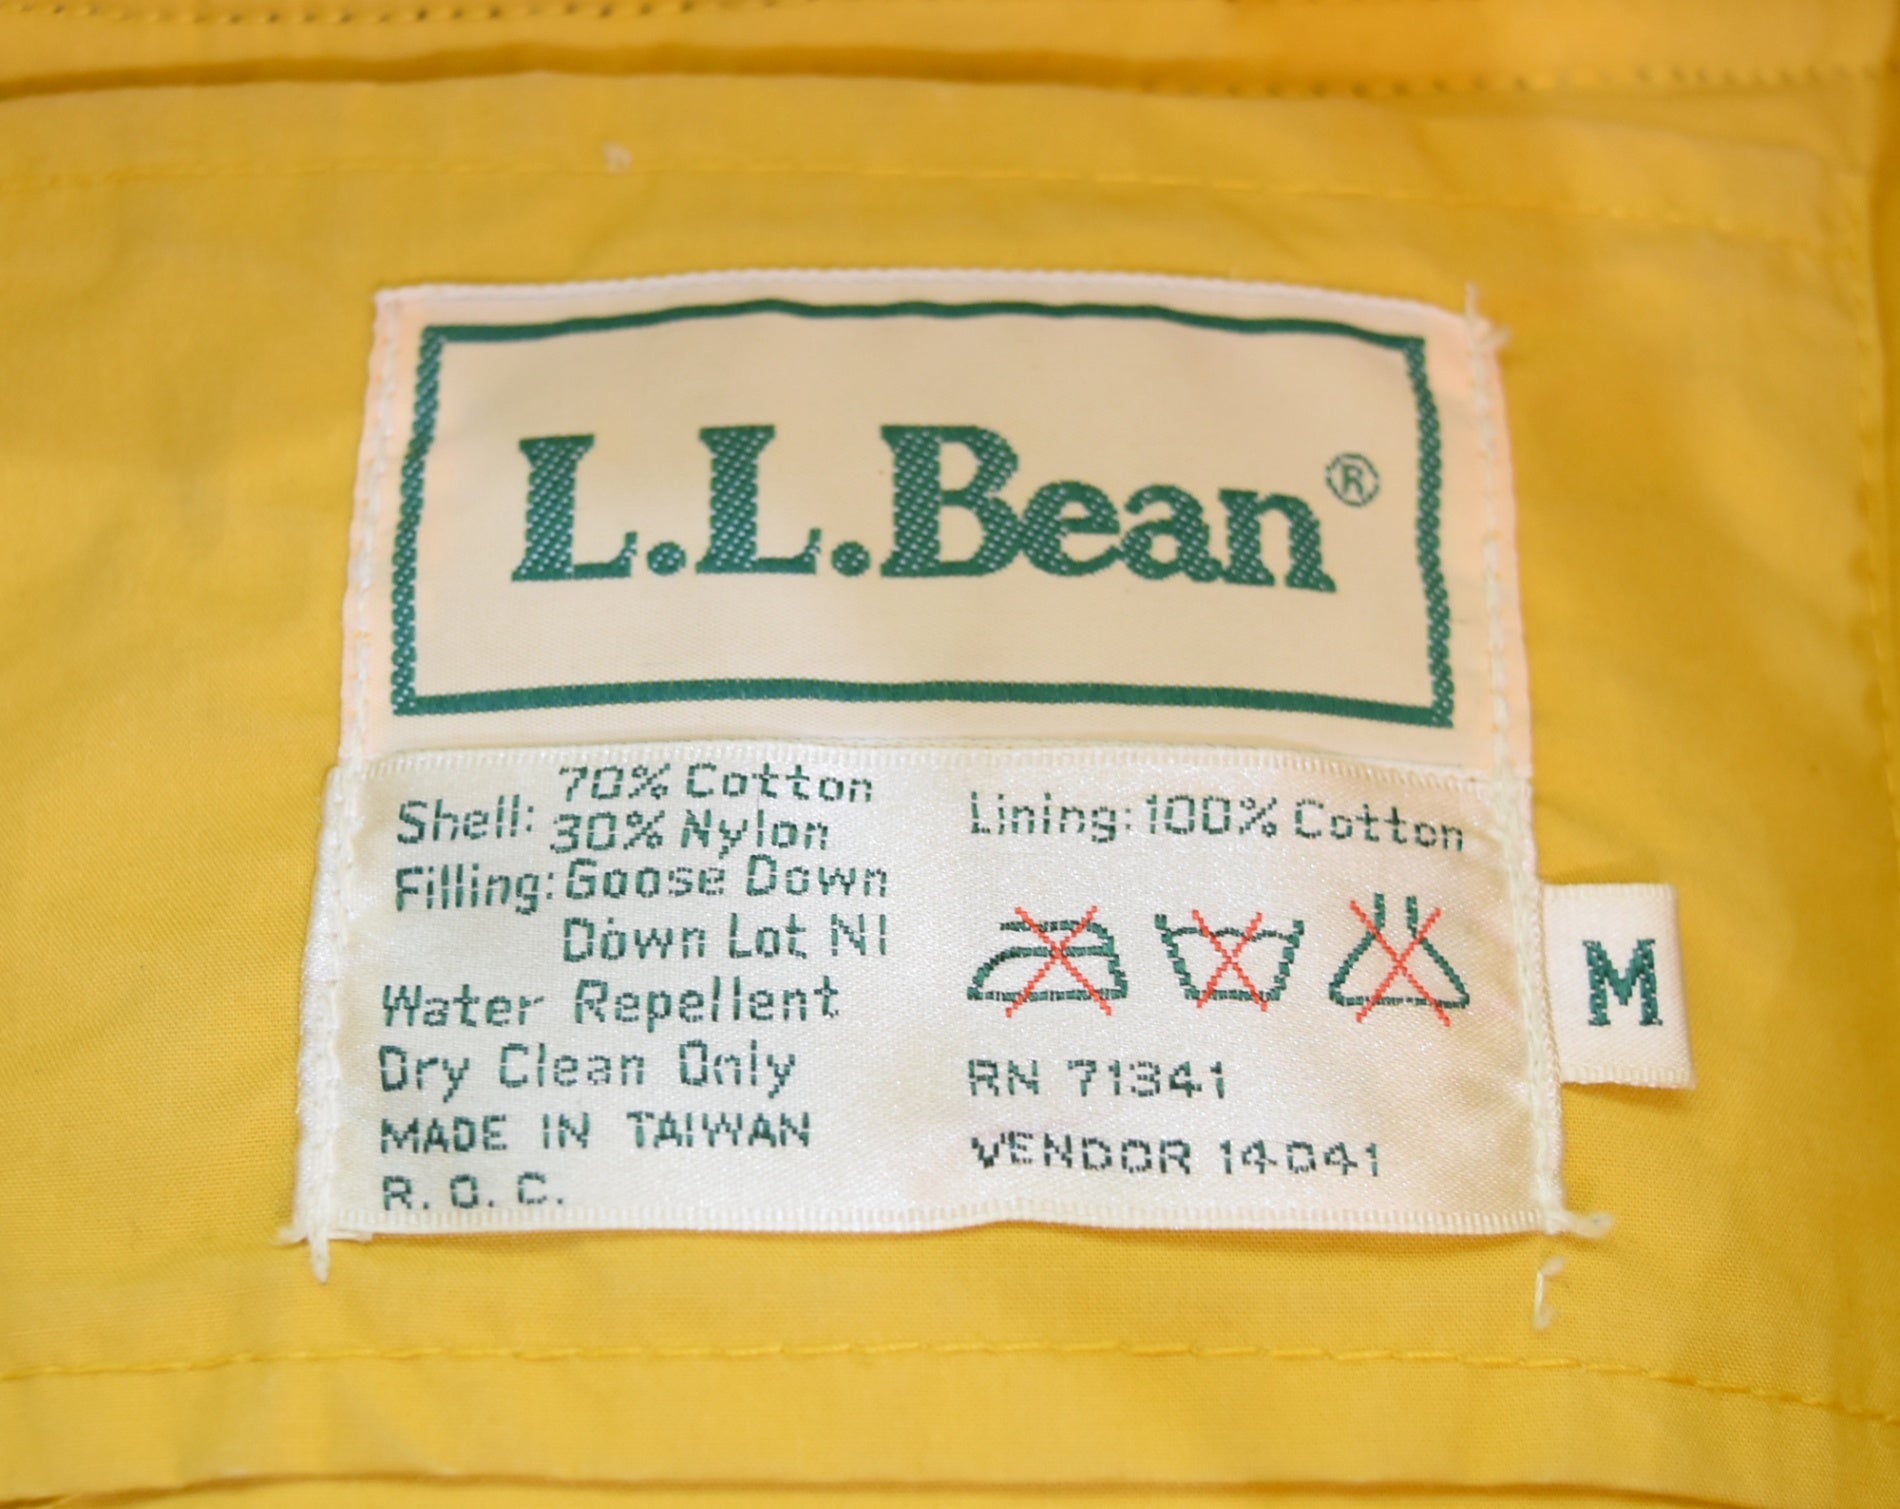 L.L.Bean®
Shell: 70% Cotton
30% Nylon
Filling: Goose Down
Down Lot NI
Water Repellent
Dry Clean Only
MADE IN TAIWAN
R. O. C.
Lining: 100% Cotton
RN 71341
VENDOR 14041
M